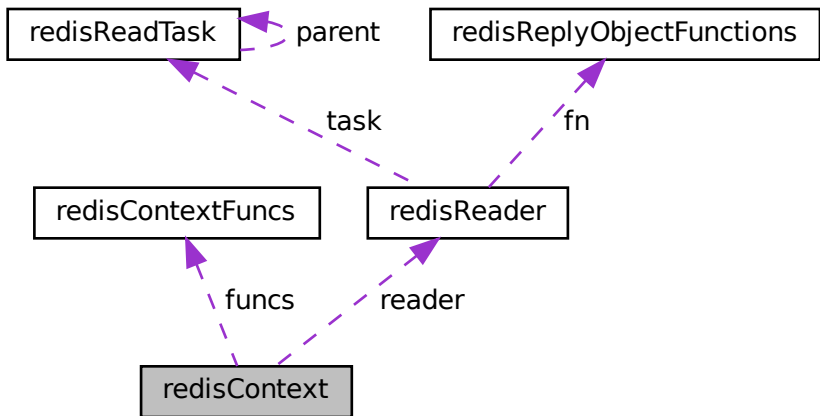 redisReadTask
parent
redisReplyObjectFunctions
task
fn
redisContextFuncs
redisReader
funcs
reader
redisContext